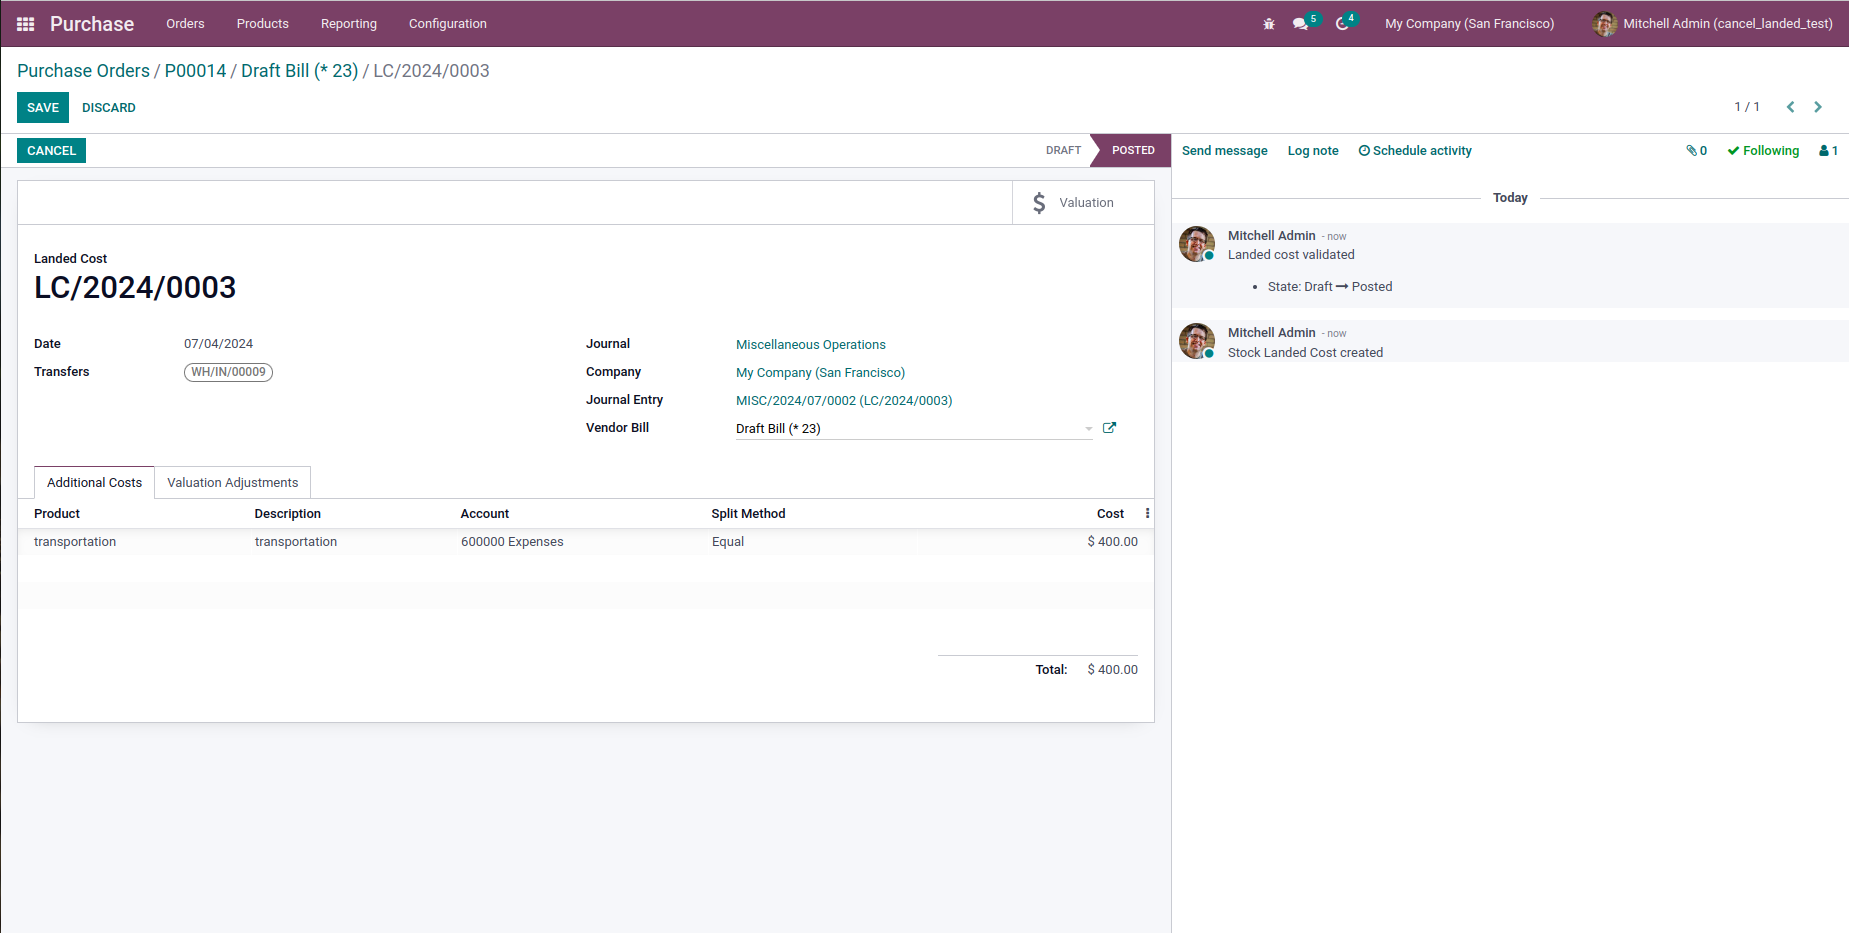 Purchase Orders Products Reporting Configuration 5 4 My Company (San Francisco) Mitchell Admin (cancel_landed_test)
Purchase Orders / P00014 / Draft Bill (* 23) / LC/2024/0003
SAVE DISCARD 1 / 1
CANCEL DRAFT POSTED
Send message Log note Schedule activity 0 Following 1
Valuation
Landed Cost
LC/2024/0003
Date 07/04/2024
Transfers WH/IN/00009
Journal Miscellaneous Operations
Company My Company (San Francisco)
Journal Entry MISC/2024/07/0002 (LC/2024/0003)
Vendor Bill Draft Bill (* 23)
Additional Costs Valuation Adjustments
Product Description Account Split Method Cost
transportation transportation 600000 Expenses Equal $ 400.00
Total: $ 400.00
Today
Mitchell Admin - now
Landed cost validated
• State: Draft → Posted
Mitchell Admin - now
Stock Landed Cost created